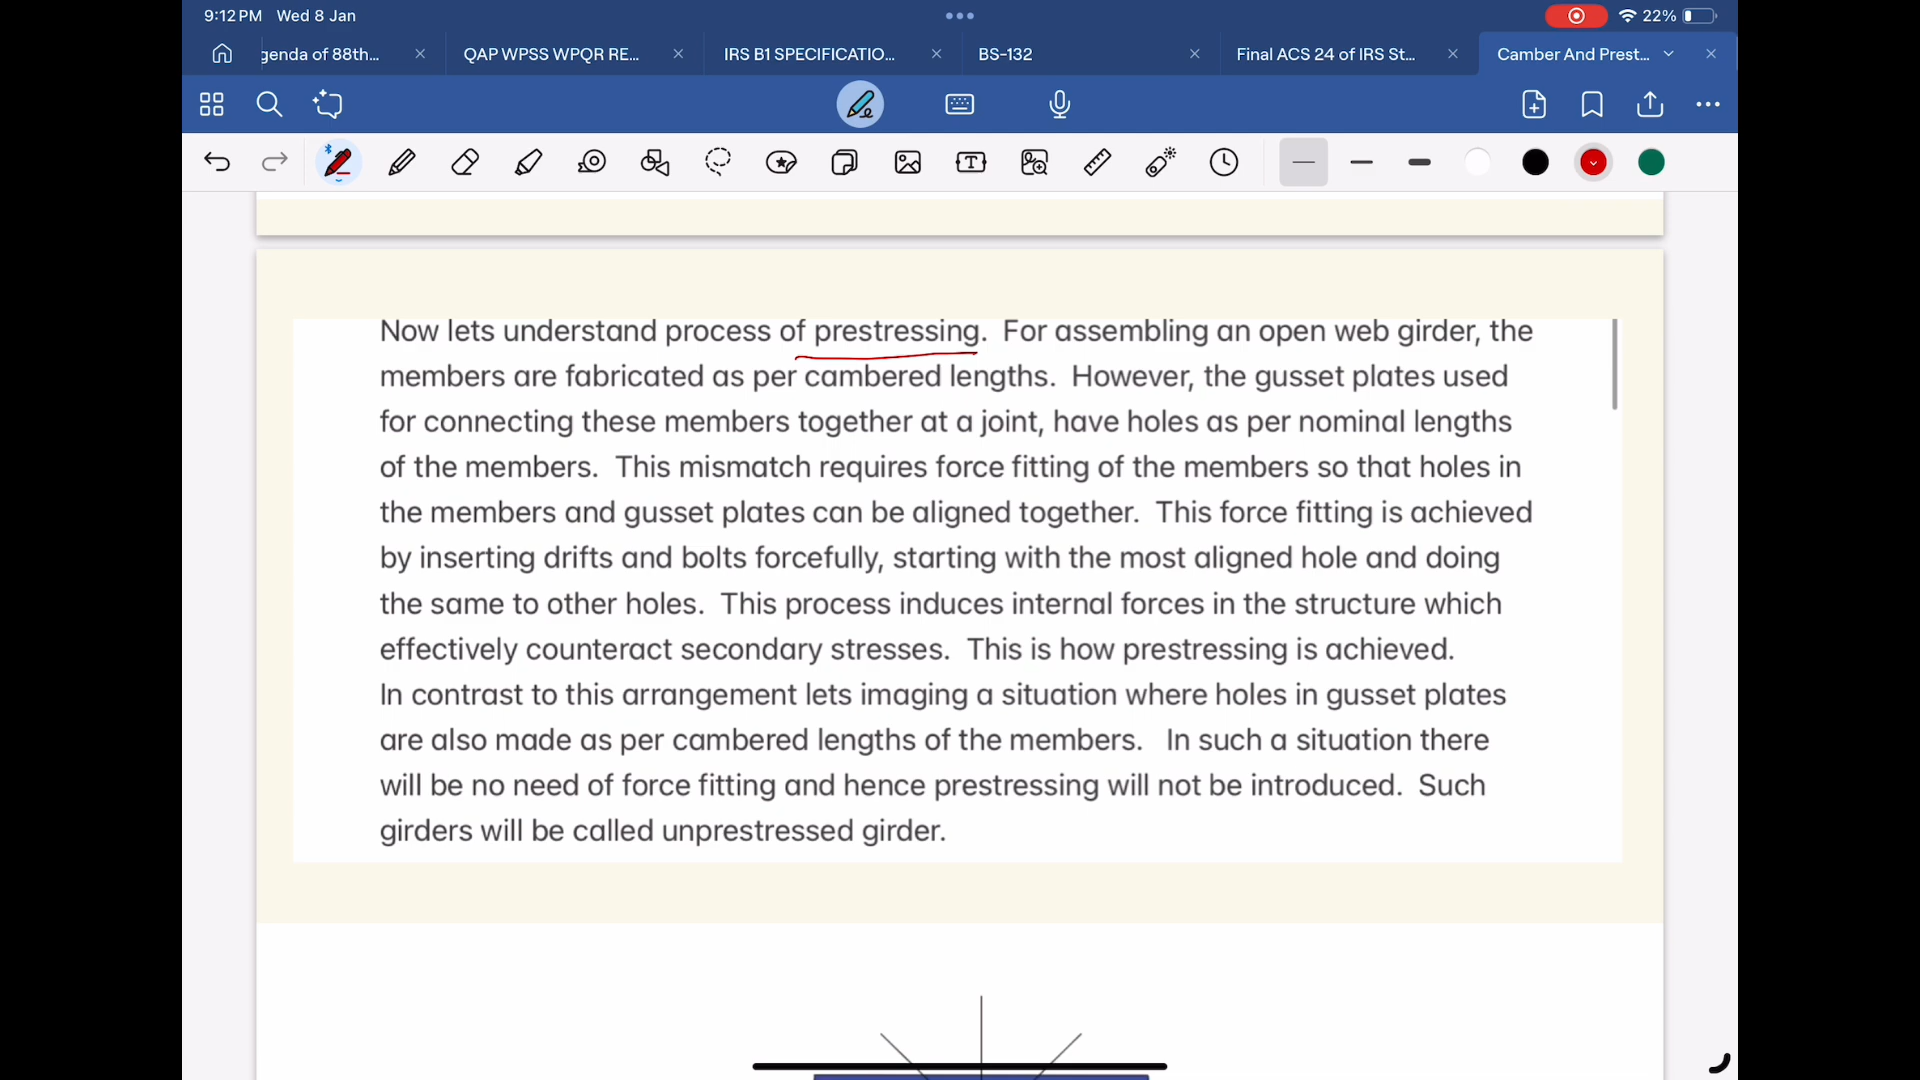 9:12 PM Wed 8 Jan
22%
genda of 88th...
QAP WPSS WPQR RE...
IRS B1 SPECIFICATIO...
BS-132
Final ACS 24 of IRS St...
Camber And Prest...
Now lets understand process of prestressing. For assembling an open web girder, the
members are fabricated as per cambered lengths. However, the gusset plates used
for connecting these members together at a joint, have holes as per nominal lengths
of the members. This mismatch requires force fitting of the members so that holes in
the members and gusset plates can be aligned together. This force fitting is achieved
by inserting drifts and bolts forcefully, starting with the most aligned hole and doing
the same to other holes. This process induces internal forces in the structure which
effectively counteract secondary stresses. This is how prestressing is achieved.
In contrast to this arrangement lets imaging a situation where holes in gusset plates
are also made as per cambered lengths of the members. In such a situation there
will be no need of force fitting and hence prestressing will not be introduced. Such
girders will be called unprestressed girder.